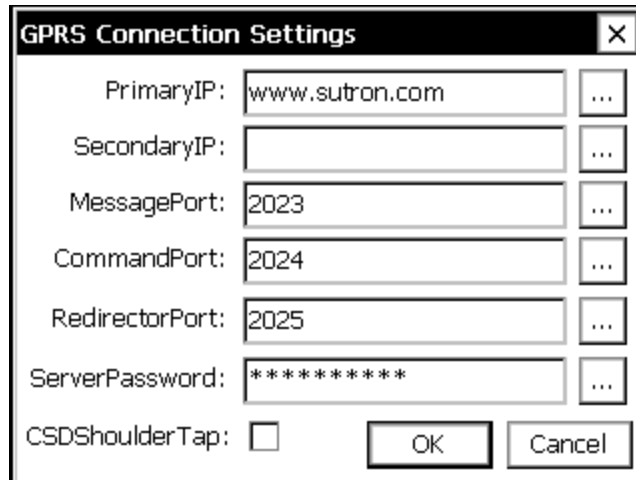 GPRS Connection Settings
PrimaryIP: www.sutron.com ...
SecondaryIP: ...
MessagePort: 2023 ...
CommandPort: 2024 ...
RedirectorPort: 2025 ...
ServerPassword: ********** ...
CSDShoulderTap: OK Cancel